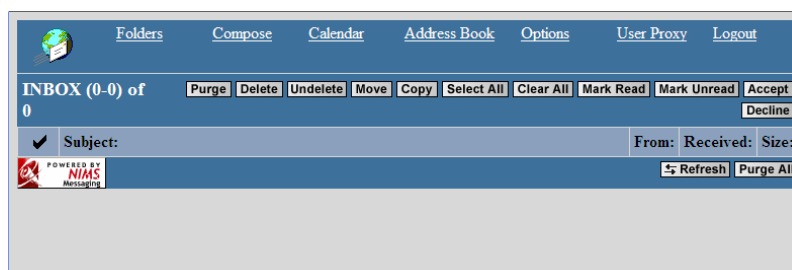 Folders Compose Calendar Address Book Options User Proxy Logout
INBOX (0-0) of
0
Purge Delete Undelete Move Copy Select All Clear All Mark Read Mark Unread Accept
Decline
Subject: From: Received: Size:
POWERED BY
NIMS
Messaging
Refresh Purge All